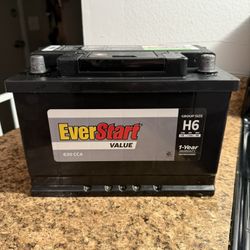 EverStart
VALUE
630 CCA
GROUP SIZE
H6
1-Year